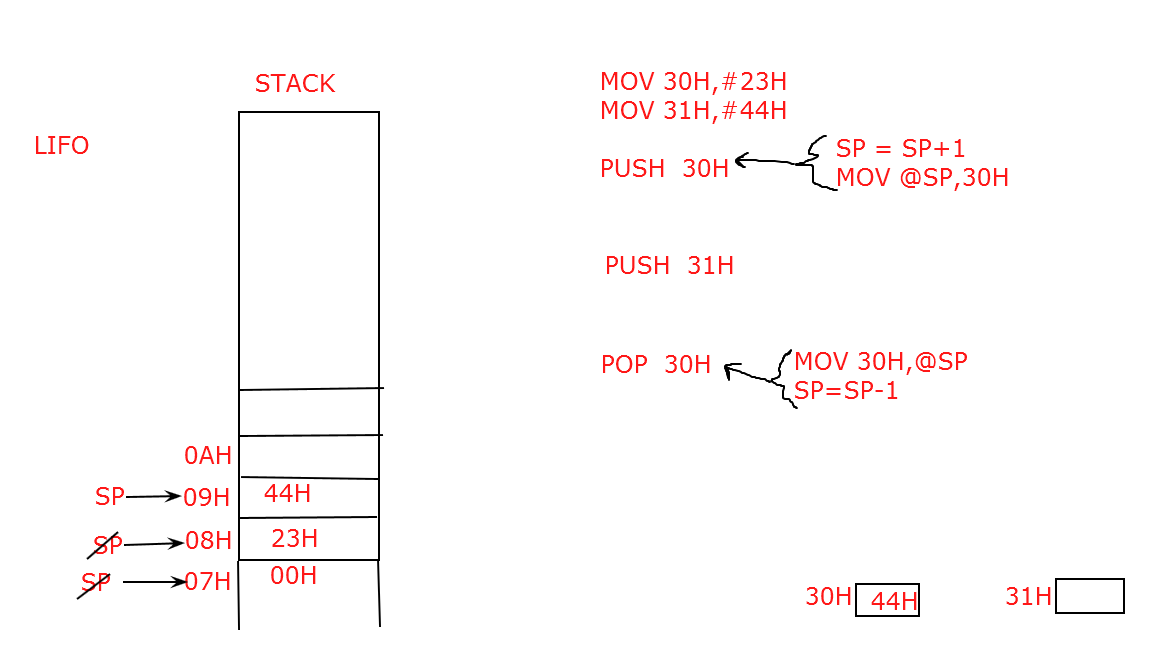 STACK
LIFO
MOV 30H,#23H
MOV 31H,#44H
PUSH 30H
SP = SP+1
MOV @SP,30H
PUSH 31H
POP 30H
MOV 30H,@SP
SP=SP-1
0AH
SP 09H 44H
SP 08H 23H
SP 07H 00H
30H 44H
31H